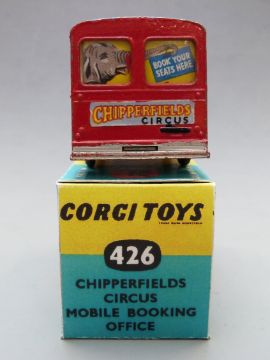 BOOK YOUR
SEATS HERE
CHIPPERFIELDS
CIRCUS
CORGI TOYS
426
CHIPPERFIELDS
CIRCUS
MOBILE BOOKING
OFFICE